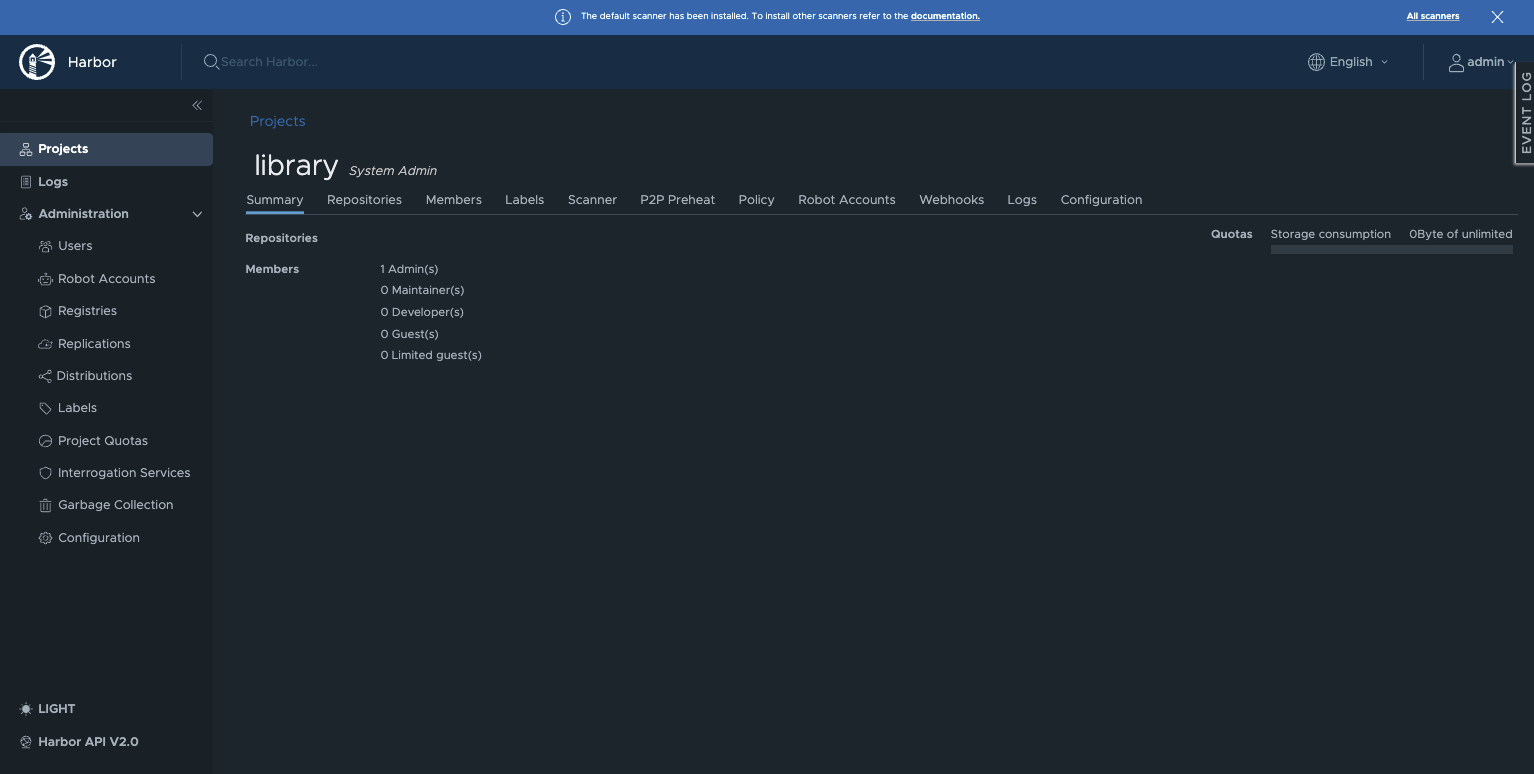 The default scanner has been installed. To install other scanners refer to the documentation.
All scanners
Harbor
Search Harbor...
English
admin
EVENT LOG
Projects
Logs
Administration
Users
Robot Accounts
Registries
Replications
Distributions
Labels
Project Quotas
Interrogation Services
Garbage Collection
Configuration
LIGHT
Harbor API V2.0
Projects
library System Admin
Summary Repositories Members Labels Scanner P2P Preheat Policy Robot Accounts Webhooks Logs Configuration
Repositories
Quotas Storage consumption 0Byte of unlimited
Members 1 Admin(s)
0 Maintainer(s)
0 Developer(s)
0 Guest(s)
0 Limited guest(s)